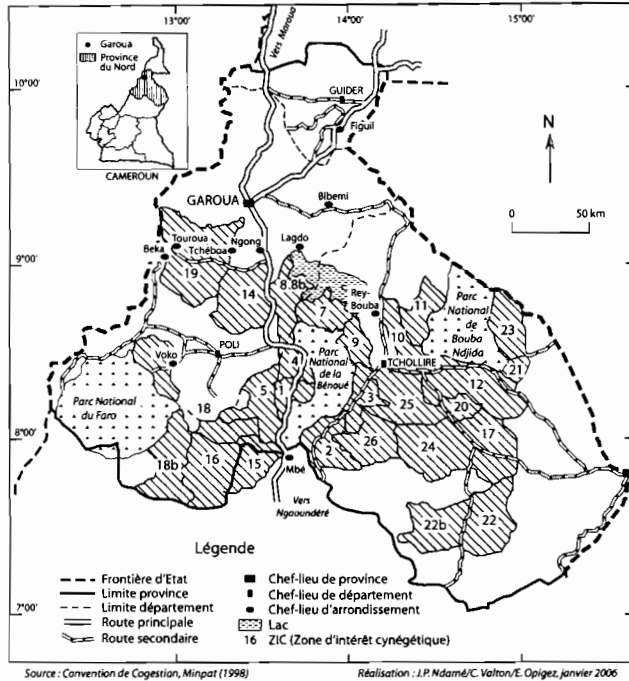 13°00'
14°00'
15°00'
Vers Maroua
Garoua
Province
du Nord
CAMEROUN
10°00'
GUIDER
Figuil
N
0 50 km
GAROUA
Bibemi
Touroua
Tchéboa
Ngong
Lagdo
Beka
9°00'
19
14
8.8b
7
Rey-
Bouba
11
10
9
Parc
National
de
Bouba
Ndjida
23
21
Voko
POLI
4
Parc
National
de la
Bénoué
TCHOLLIRE
12
Parc National
du Faro
18
5
1
3
25
20
17
8°00'
18b
16
15
Mbé
2
26
24
Vers
Ngaoundéré
22b
22
7°00'
Légende
Frontière d'Etat
Limite province
Limite département
Route principale
Route secondaire
Chef-lieu de province
Chef-lieu de département
Chef-lieu d'arrondissement
Lac
16 ZIC (Zone d'intérêt cynégétique)
Source : Convention de Cogestion, Minpat (1998)
Réalisation : J.P. Ndamé/C. Valton/E. Opigez, janvier 2006